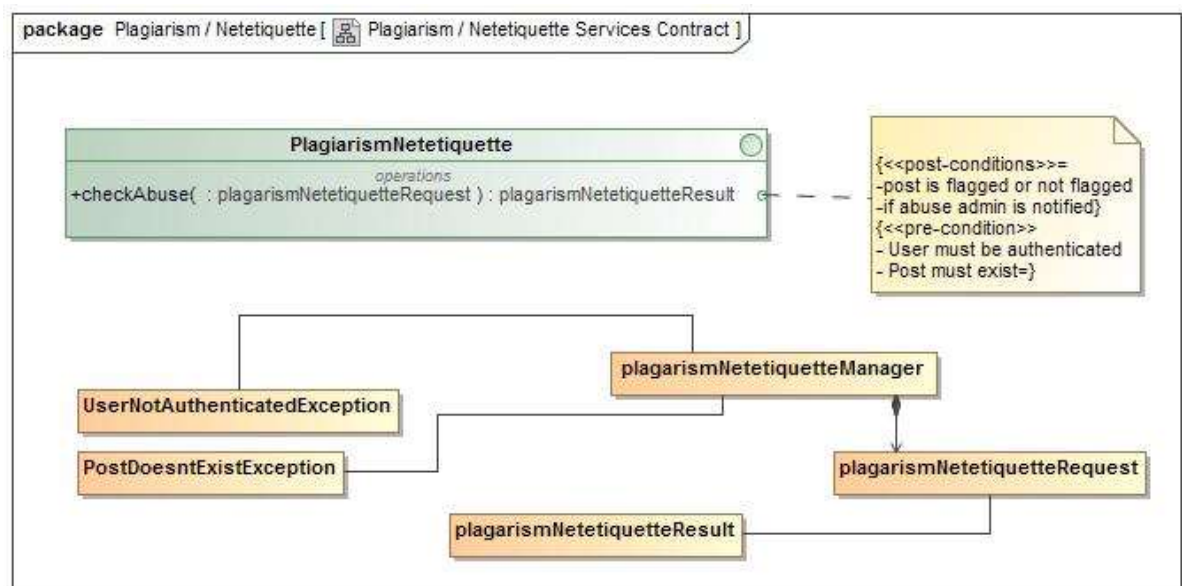 package Plagiarism / Netetiquette [ Plagiarism / Netetiquette Services Contract ]
PlagiarismNetetiquette
operations
+checkAbuse( : plagarismNetetiquetteRequest ) : plagarismNetetiquetteResult
{<<post-conditions>>=
-post is flagged or not flagged
-if abuse admin is notified}
{<<pre-condition>>
- User must be authenticated
- Post must exist=}
plagarismNetetiquetteManager
UserNotAuthenticatedException
PostDoesntExistException
plagarismNetetiquetteRequest
plagarismNetetiquetteResult